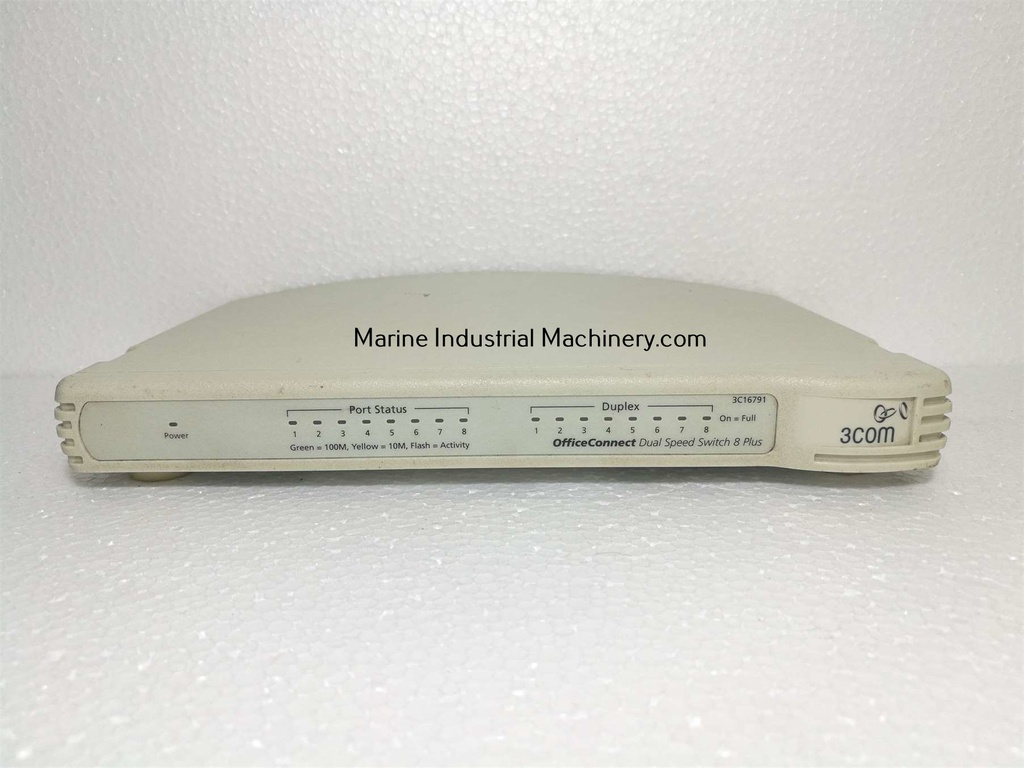 Marine Industrial Machinery.com
3C16791
Port Status
Duplex
On = Full
1 2 3 4 5 6 7 8
1 2 3 4 5 6 7 8
Power
Green = 100M, Yellow = 10M, Flash = Activity
OfficeConnect Dual Speed Switch 8 Plus
3COM